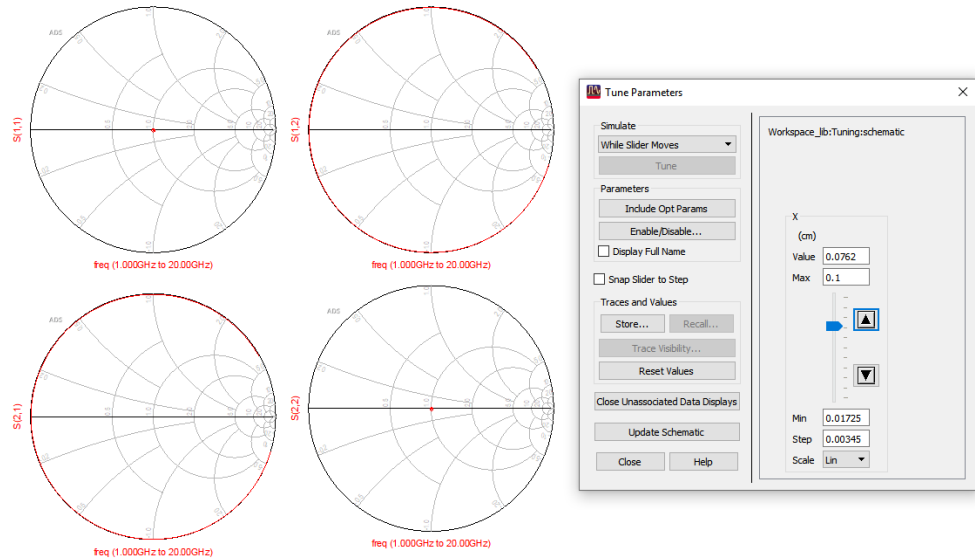 ADS
S(1,1)
freq (1.000GHz to 20.00GHz)
ADS
S(1,2)
freq (1.000GHz to 20.00GHz)
ADS
S(2,1)
freq (1.000GHz to 20.00GHz)
ADS
S(2,2)
freq (1.000GHz to 20.00GHz)
Tune Parameters
Simulate
While Slider Moves
Tune
Parameters
Include Opt Params
Enable/Disable...
Display Full Name
Snap Slider to Step
Traces and Values
Store...
Recall...
Trace Visibility...
Reset Values
Close Unassociated Data Displays
Update Schematic
Close
Help
Workspace_lib:Tuning:schematic
X
(cm)
Value 0.0762
Max 0.1
Min 0.01725
Step 0.00345
Scale Lin